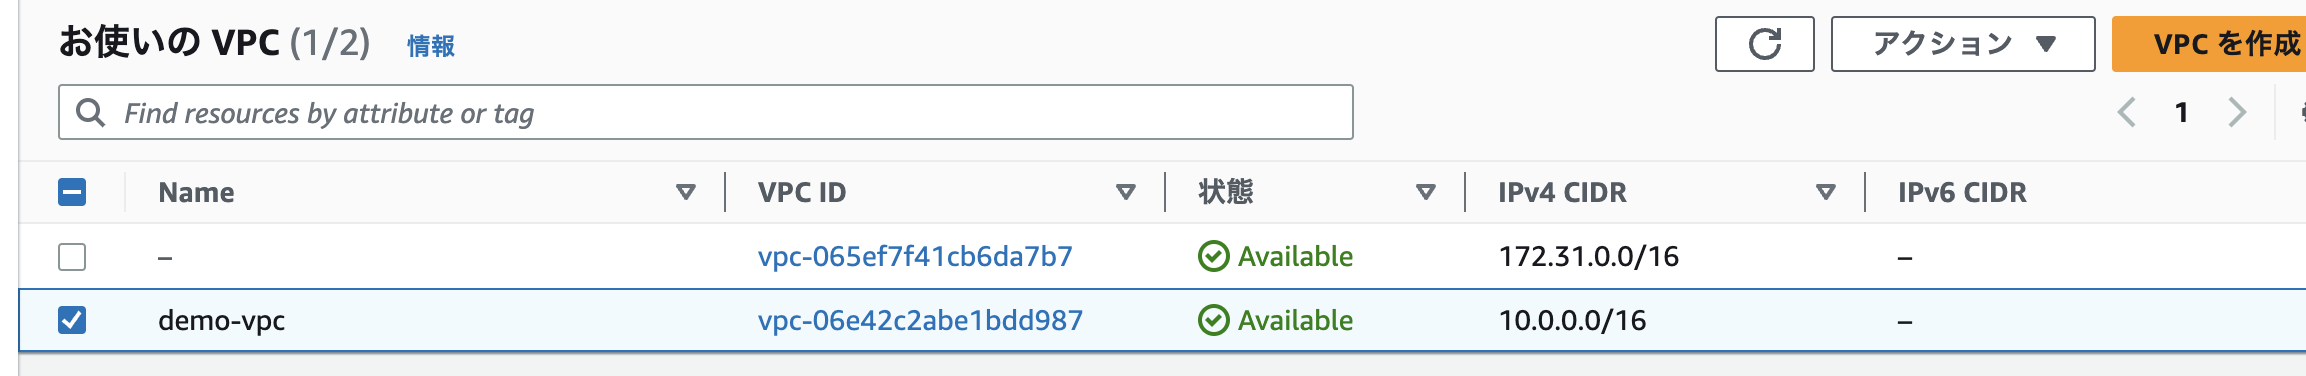 お使いの VPC (1/2) 情報 アクション VPC を作成
Find resources by attribute or tag 1
Name VPC ID 状態 IPv4 CIDR IPv6 CIDR
– vpc-065ef7f41cb6da7b7 Available 172.31.0.0/16 –
demo-vpc vpc-06e42c2abe1bdd987 Available 10.0.0.0/16 –